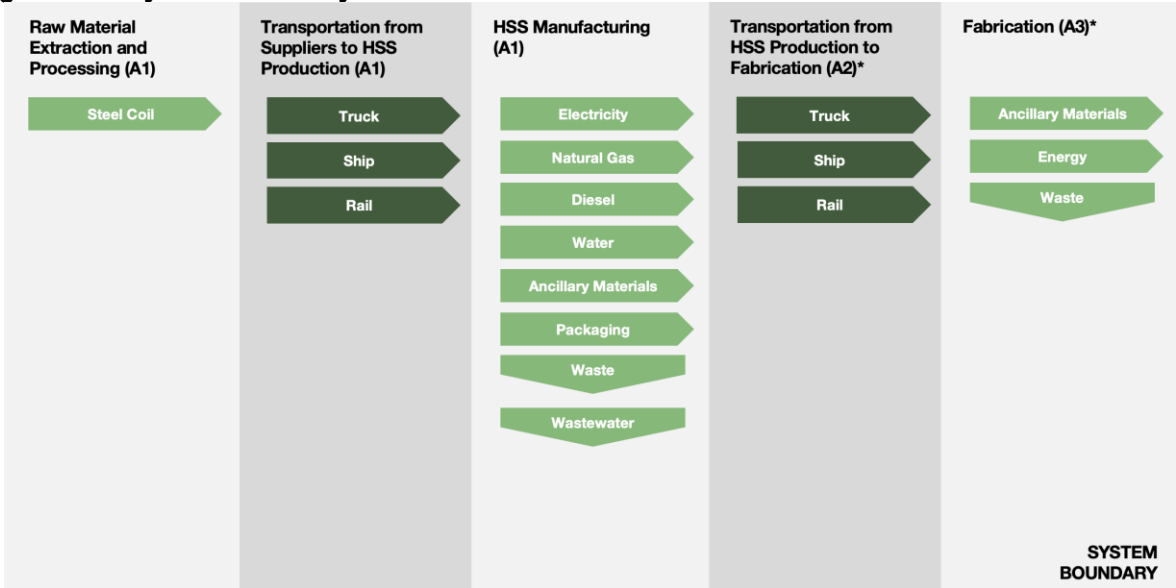 Raw Material
Extraction and
Processing (A1)
Steel Coil
Transportation from
Suppliers to HSS
Production (A1)
Truck
Ship
Rail
HSS Manufacturing
(A1)
Electricity
Natural Gas
Diesel
Water
Ancillary Materials
Packaging
Waste
Wastewater
Transportation from
HSS Production to
Fabrication (A2)*
Truck
Ship
Rail
Fabrication (A3)*
Ancillary Materials
Energy
Waste
SYSTEM
BOUNDARY